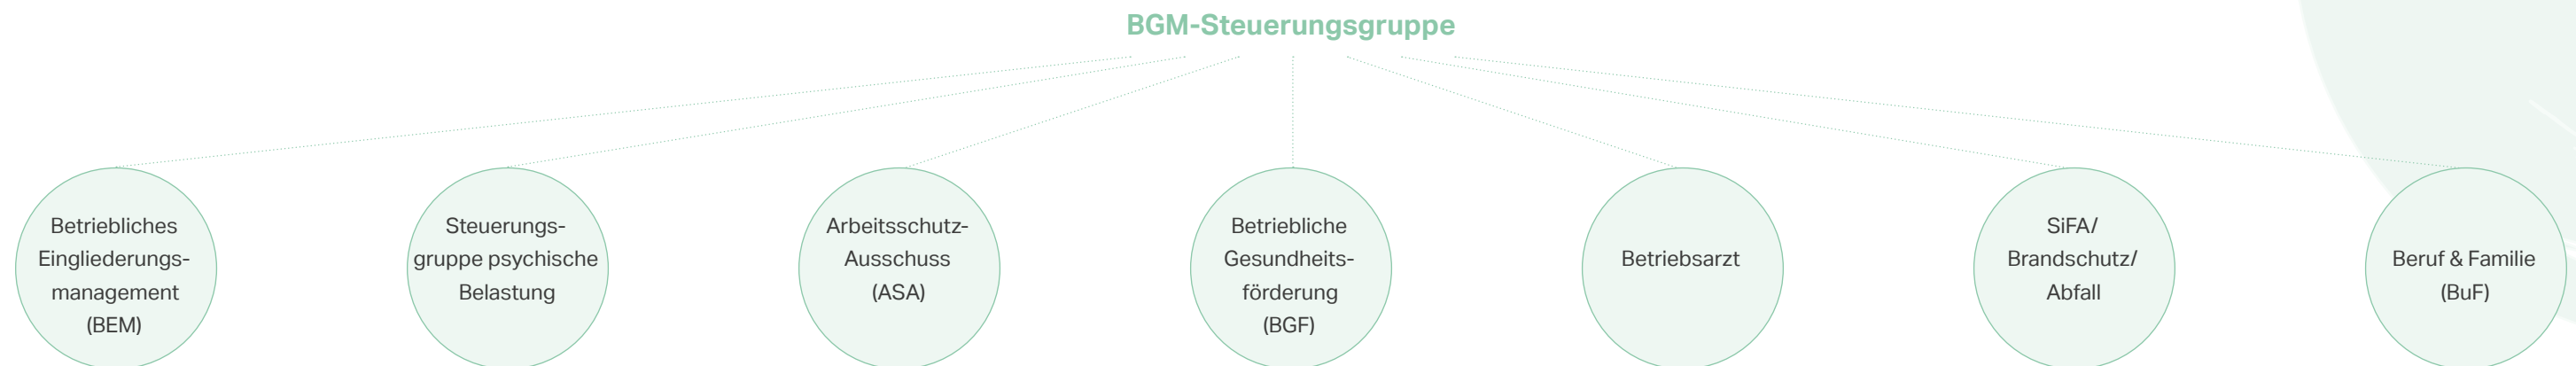 BGM-Steuerungsgruppe
Betriebliches
Eingliederungs-
management
(BEM)
Steuerungs-
gruppe psychische
Belastung
Arbeitsschutz-
Ausschuss
(ASA)
Betriebliche
Gesundheits-
förderung
(BGF)
Betriebsarzt
SiFA/
Brandschutz/
Abfall
Beruf & Familie
(BuF)